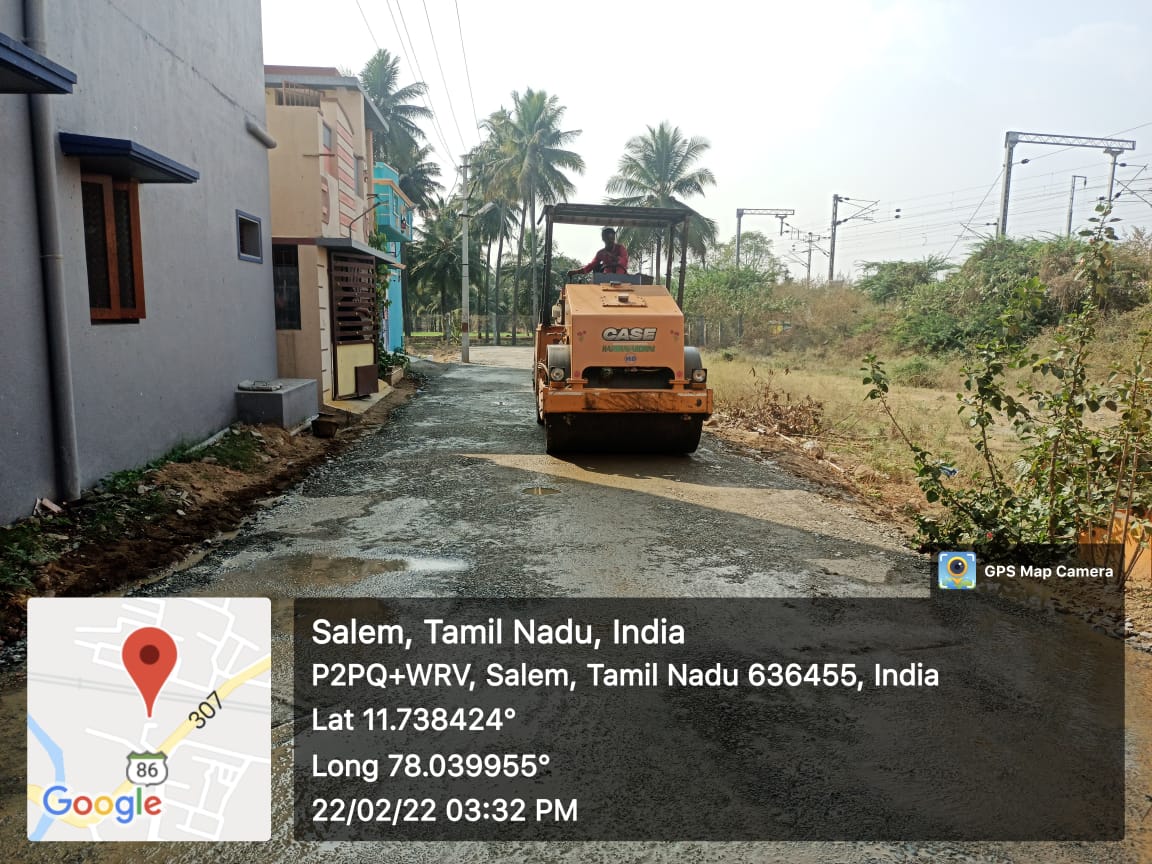 CASE
HD
GPS Map Camera
Salem, Tamil Nadu, India
P2PQ+WRV, Salem, Tamil Nadu 636455, India
Lat 11.738424°
Long 78.039955°
22/02/22 03:32 PM
307
86
Google